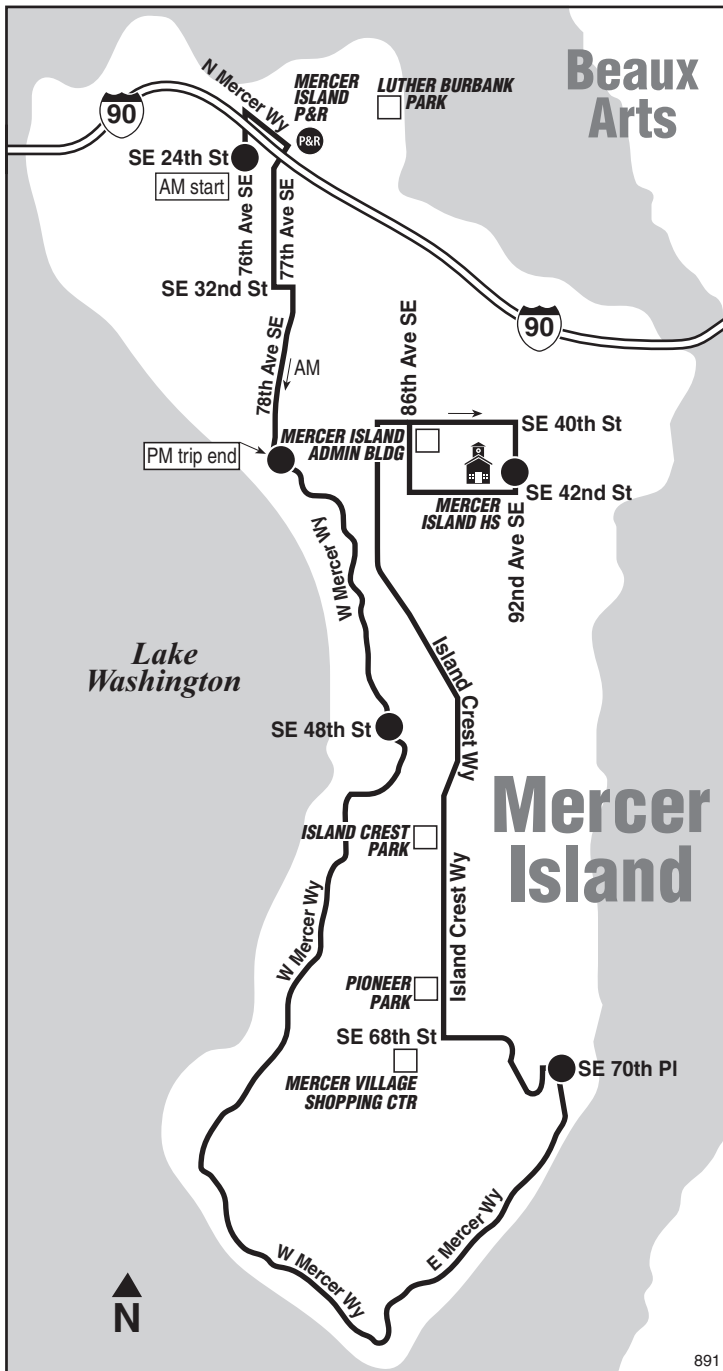 Beaux
Arts
N Mercer Wy
MERCER
ISLAND
P&R
LUTHER BURBANK
PARK
90
P&R
SE 24th St
AM start
76th Ave SE
77th Ave SE
SE 32nd St
90
78th Ave SE
AM
86th Ave SE
SE 40th St
MERCER ISLAND
ADMIN BLDG
PM trip end
SE 42nd St
MERCER
ISLAND HS
92nd Ave SE
W Mercer Wy
Lake
Washington
Island Crest Wy
SE 48th St
Mercer
Island
ISLAND CREST
PARK
Island Crest Wy
W Mercer Wy
PIONEER
PARK
SE 68th St
MERCER VILLAGE
SHOPPING CTR
SE 70th Pl
E Mercer Wy
W Mercer Wy
N
891